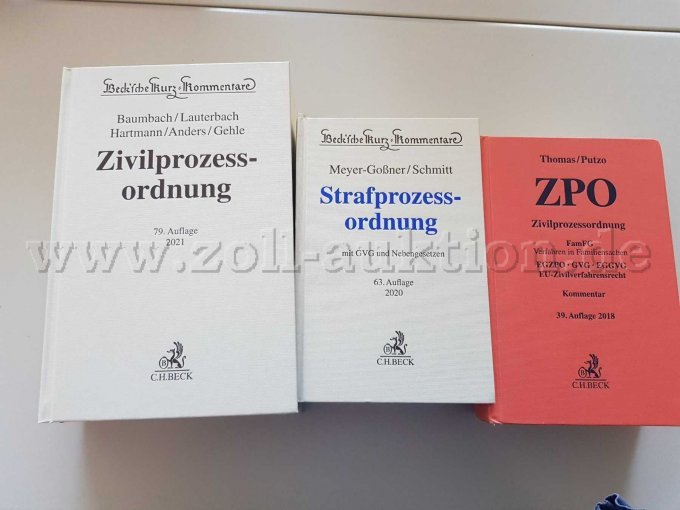 Beck'sche Kurz-Kommentare
Baumbach/Lauterbach
Hartmann/Anders/Gehle
Zivilprozess-
ordnung
79. Auflage
2021
C.H.BECK
Beck'sche Kurz-Kommentare
Meyer-Goßner/Schmitt
Strafprozess-
ordnung
mit GVG und Nebengesetzen
63. Auflage
2020
C.H.BECK
Thomas/Putzo
ZPO
Zivilprozessordnung
FamFG
Verfahren in Familiensachen
EGZPO · GVG · EGGVG
EU-Zivilverfahrensrecht
Kommentar
39. Auflage 2018
C.H.BECK
www.zoll-auktion.de